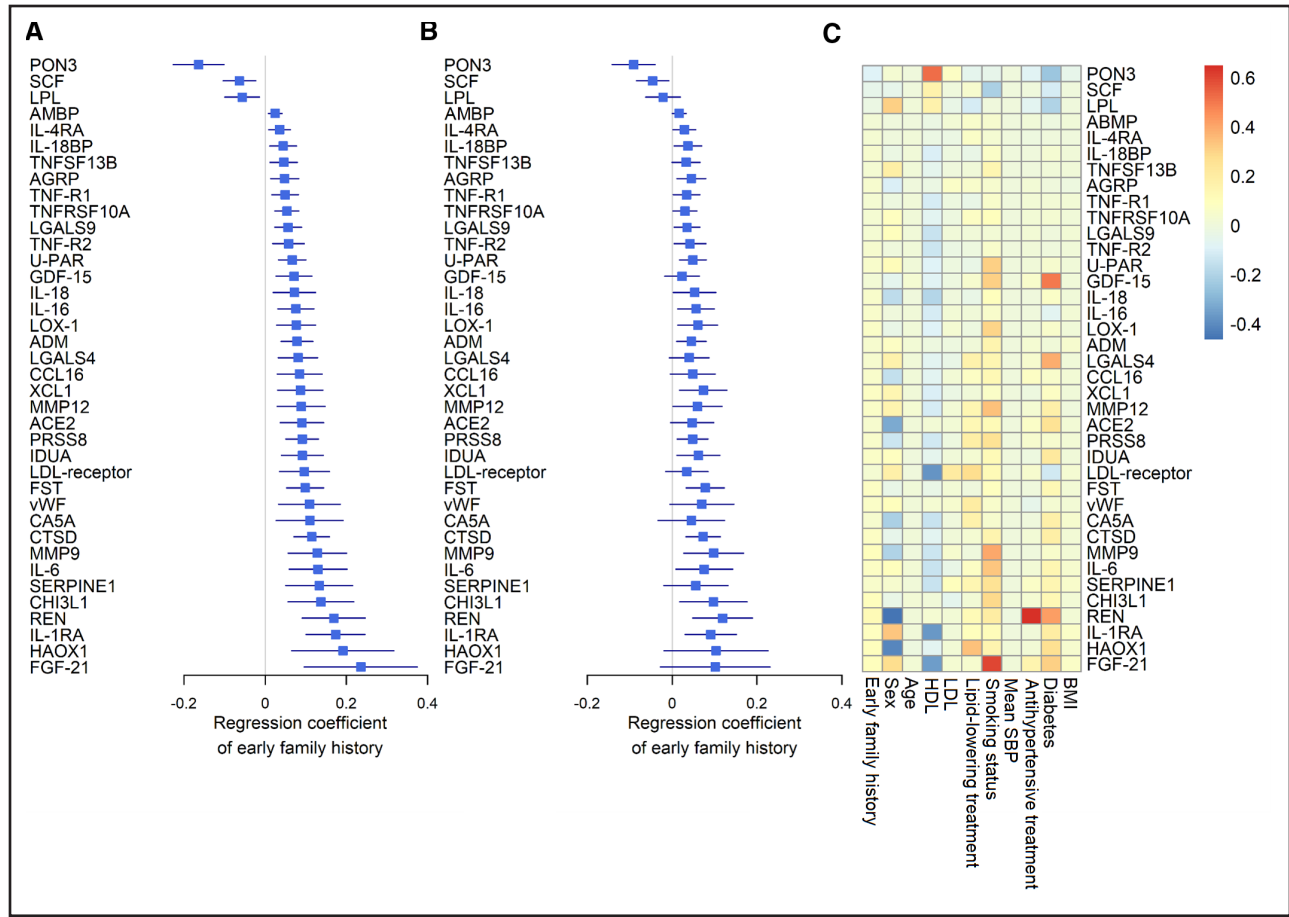 A
PON3
SCF
LPL
AMBP
IL-4RA
IL-18BP
TNFSF13B
AGRP
TNF-R1
TNFRSF10A
LGALS9
TNF-R2
U-PAR
GDF-15
IL-18
IL-16
LOX-1
ADM
LGALS4
CCL16
XCL1
MMP12
ACE2
PRSS8
IDUA
LDL-receptor
FST
vWF
CA5A
CTSD
MMP9
IL-6
SERPINE1
CHI3L1
REN
IL-1RA
HAOX1
FGF-21
-0.2 0 0.2 0.4
Regression coefficient
of early family history
B
PON3
SCF
LPL
AMBP
IL-4RA
IL-18BP
TNFSF13B
AGRP
TNF-R1
TNFRSF10A
LGALS9
TNF-R2
U-PAR
GDF-15
IL-18
IL-16
LOX-1
ADM
LGALS4
CCL16
XCL1
MMP12
ACE2
PRSS8
IDUA
LDL-receptor
FST
vWF
CA5A
CTSD
MMP9
IL-6
SERPINE1
CHI3L1
REN
IL-1RA
HAOX1
FGF-21
-0.2 0 0.2 0.4
Regression coefficient
of early family history
C
PON3
SCF
LPL
ABMP
IL-4RA
IL-18BP
TNFSF13B
AGRP
TNF-R1
TNFRSF10A
LGALS9
TNF-R2
U-PAR
GDF-15
IL-18
IL-16
LOX-1
ADM
LGALS4
CCL16
XCL1
MMP12
ACE2
PRSS8
IDUA
LDL-receptor
FST
vWF
CA5A
CTSD
MMP9
IL-6
SERPINE1
CHI3L1
REN
IL-1RA
HAOX1
FGF-21
Early family history
Sex
Age
HDL
LDL
Lipid-lowering treatment
Smoking status
Mean SBP
Antihypertensive treatment
Diabetes
BMI
0.6
0.4
0.2
0
-0.2
-0.4